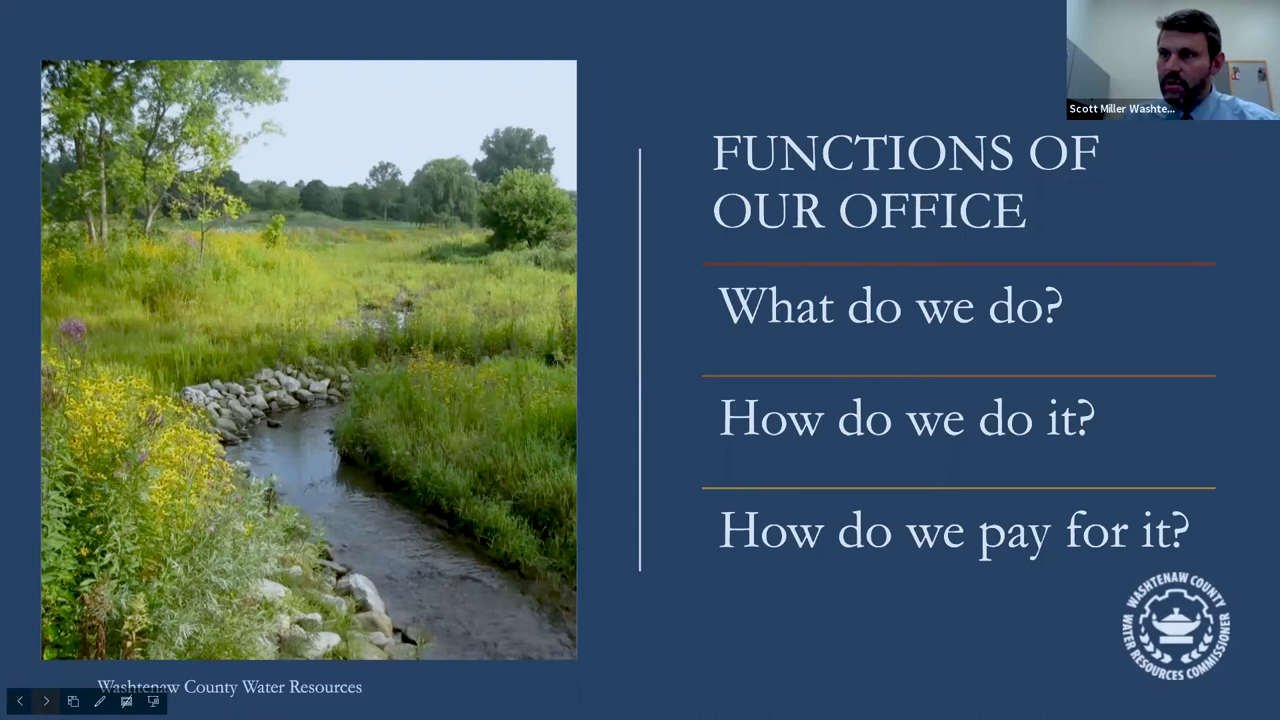 Scott Miller Washte...
FUNCTIONS OF
OUR OFFICE
What do we do?
How do we do it?
How do we pay for it?
WASHTENAW COUNTY
WATER RESOURCES COMMISSIONER
Washtenaw County Water Resources